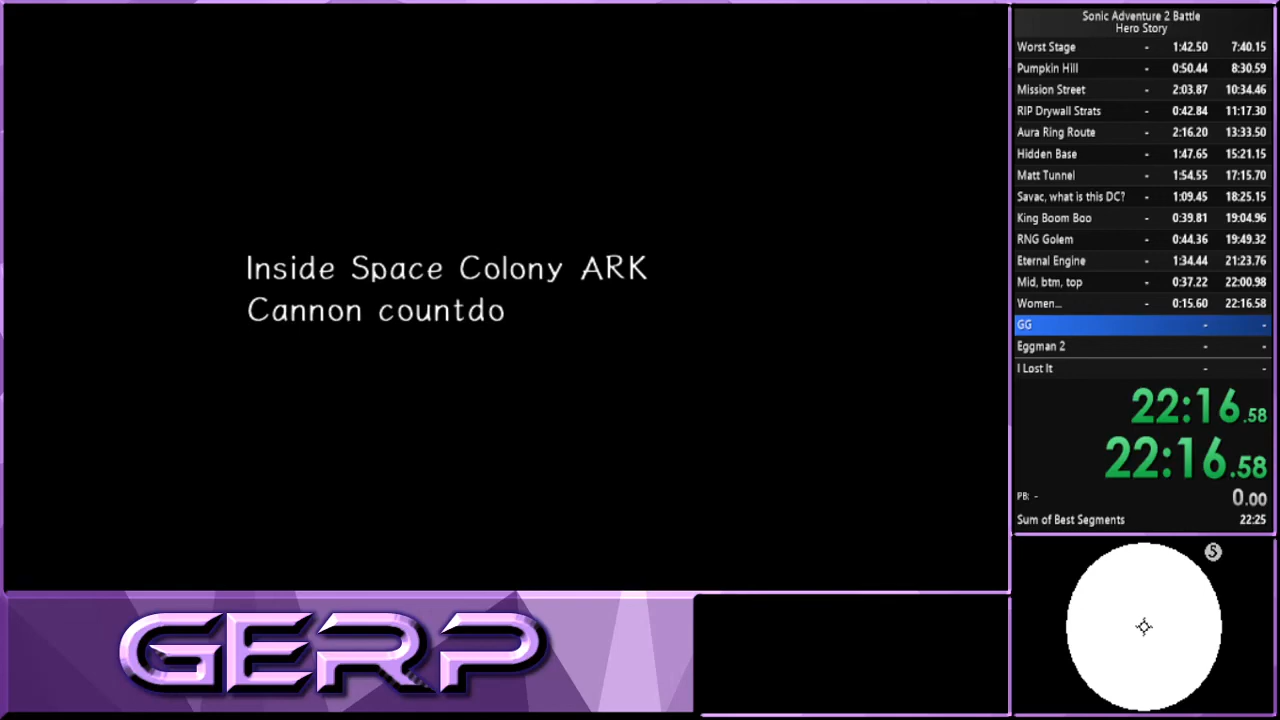 Inside Space Colony ARK
Cannon countdo
GERP
Sonic Adventure 2 Battle
Hero Story
Worst Stage - 1:42.50 7:40.15
Pumpkin Hill - 0:50.44 8:30.59
Mission Street - 2:03.87 10:34.46
RIP Drywall Strats - 0:42.84 11:17.30
Aura Ring Route - 2:16.20 13:33.50
Hidden Base - 1:47.65 15:21.15
Matt Tunnel - 1:54.55 17:15.70
Savac, what is this DC? - 1:09.45 18:25.15
King Boom Boo - 0:39.81 19:04.96
RNG Golem - 0:44.36 19:49.32
Eternal Engine - 1:34.44 21:23.76
Mid, btm, top - 0:37.22 22:00.98
Women... - 0:15.60 22:16.58
GG - -
Eggman 2 - -
I Lost It - -
22:16.58
22:16.58
PB: - 0.00
Sum of Best Segments 22:25
S